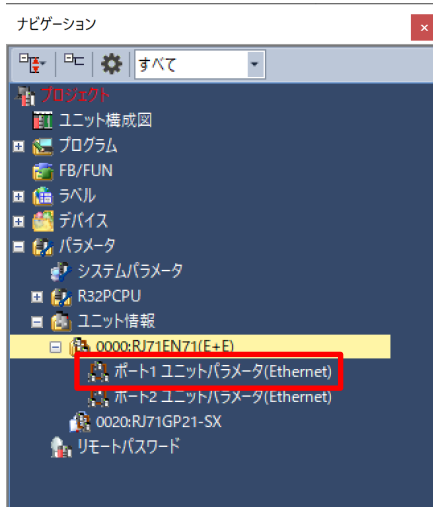 ナビゲーション
×
すべて
プロジェクト
ユニット構成図
プログラム
FB/FUN
ラベル
デバイス
パラメータ
システムパラメータ
R32PCPU
ユニット情報
0000:RJ71EN71(E+E)
ポート1 ユニットパラメータ(Ethernet)
ポート2 ユニットパラメータ(Ethernet)
0020:RJ71GP21-SX
リモートパスワード